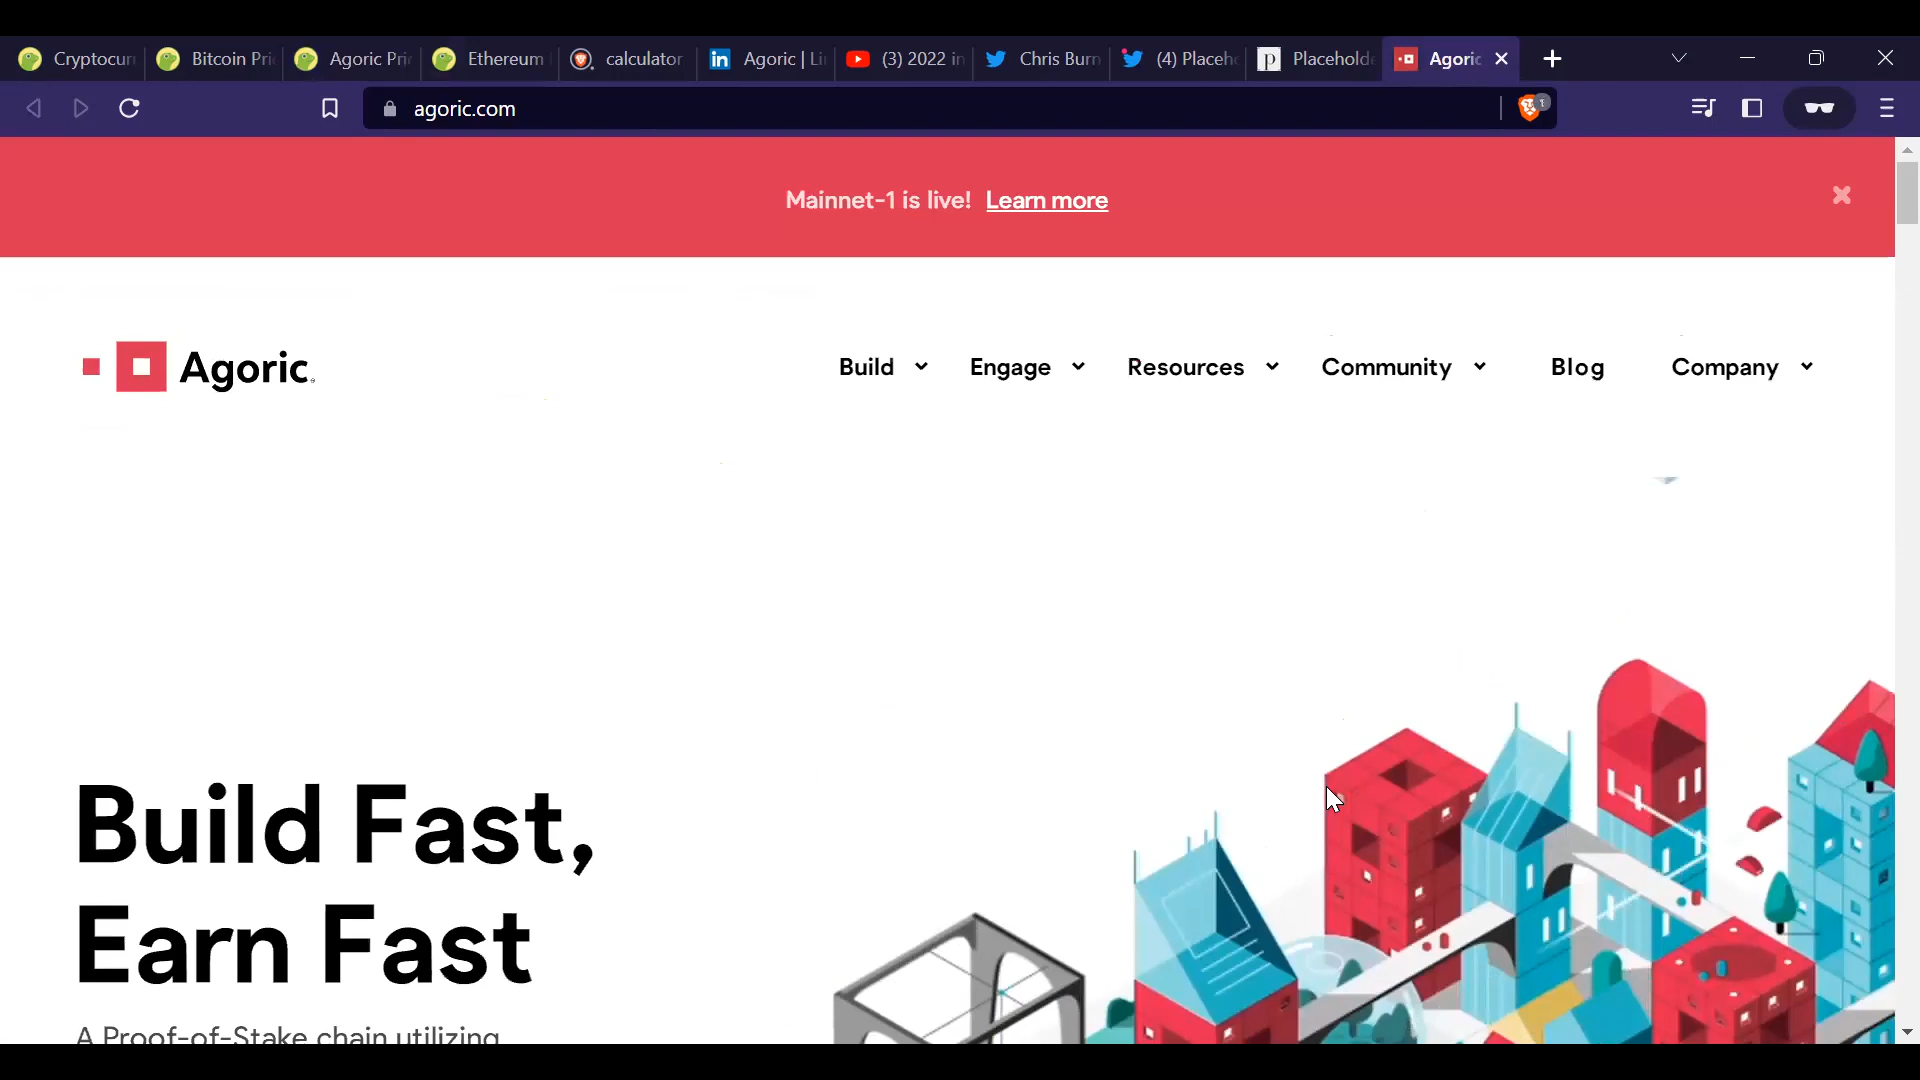 Cryptocur Bitcoin Pri Agoric Pri Ethereum calculator Agoric | Li (3) 2022 in Chris Burn (4) Placeh Placehold Agoric
agoric.com
Mainnet-1 is live! Learn more
Agoric
Build Engage Resources Community Blog Company
Build Fast,
Earn Fast
A Proof-of-Stake chain utilizing